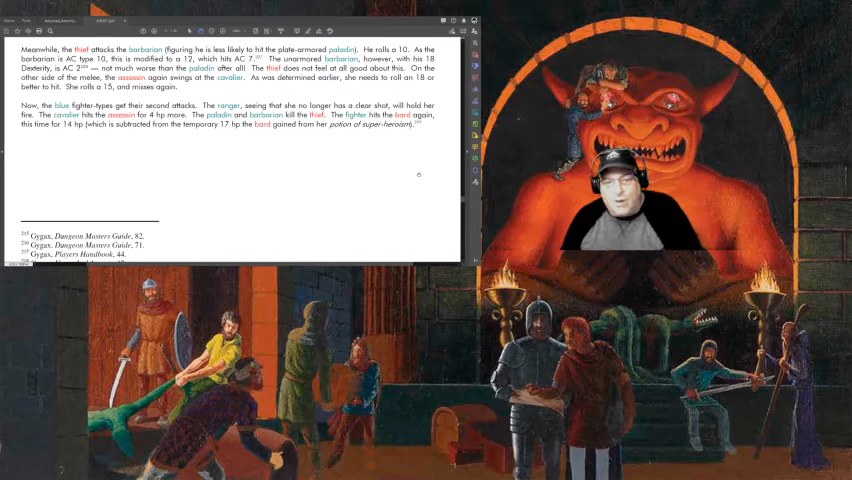 Meanwhile, the thief attacks the barbarian (figuring he is less likely to hit the plate-armored paladin). He rolls a 10. As the
barbarian is AC type 10, this is modified to a 12, which hits AC 7. The unarmored barbarian, however, with his 18
Dexterity, is AC 2 — not much worse than the paladin after all! The thief does not feel at all good about this. On the
other side of the melee, the assassin again swings at the cavalier. As was determined earlier, she needs to roll an 18 or
better to hit. She rolls a 15, and misses again.
Now, the blue fighter-types get their second attacks. The ranger, seeing that she no longer has a clear shot, will hold her
fire. The cavalier hits the assassin for 4 hp more. The paladin and barbarian kill the thief. The fighter hits the bard again,
this time for 14 hp (which is subtracted from the temporary 17 hp the bard gained from her potion of super-heroism).
Gygax, Dungeon Masters Guide, 82.
Gygax, Dungeon Masters Guide, 71.
Gygax, Players Handbook, 44.